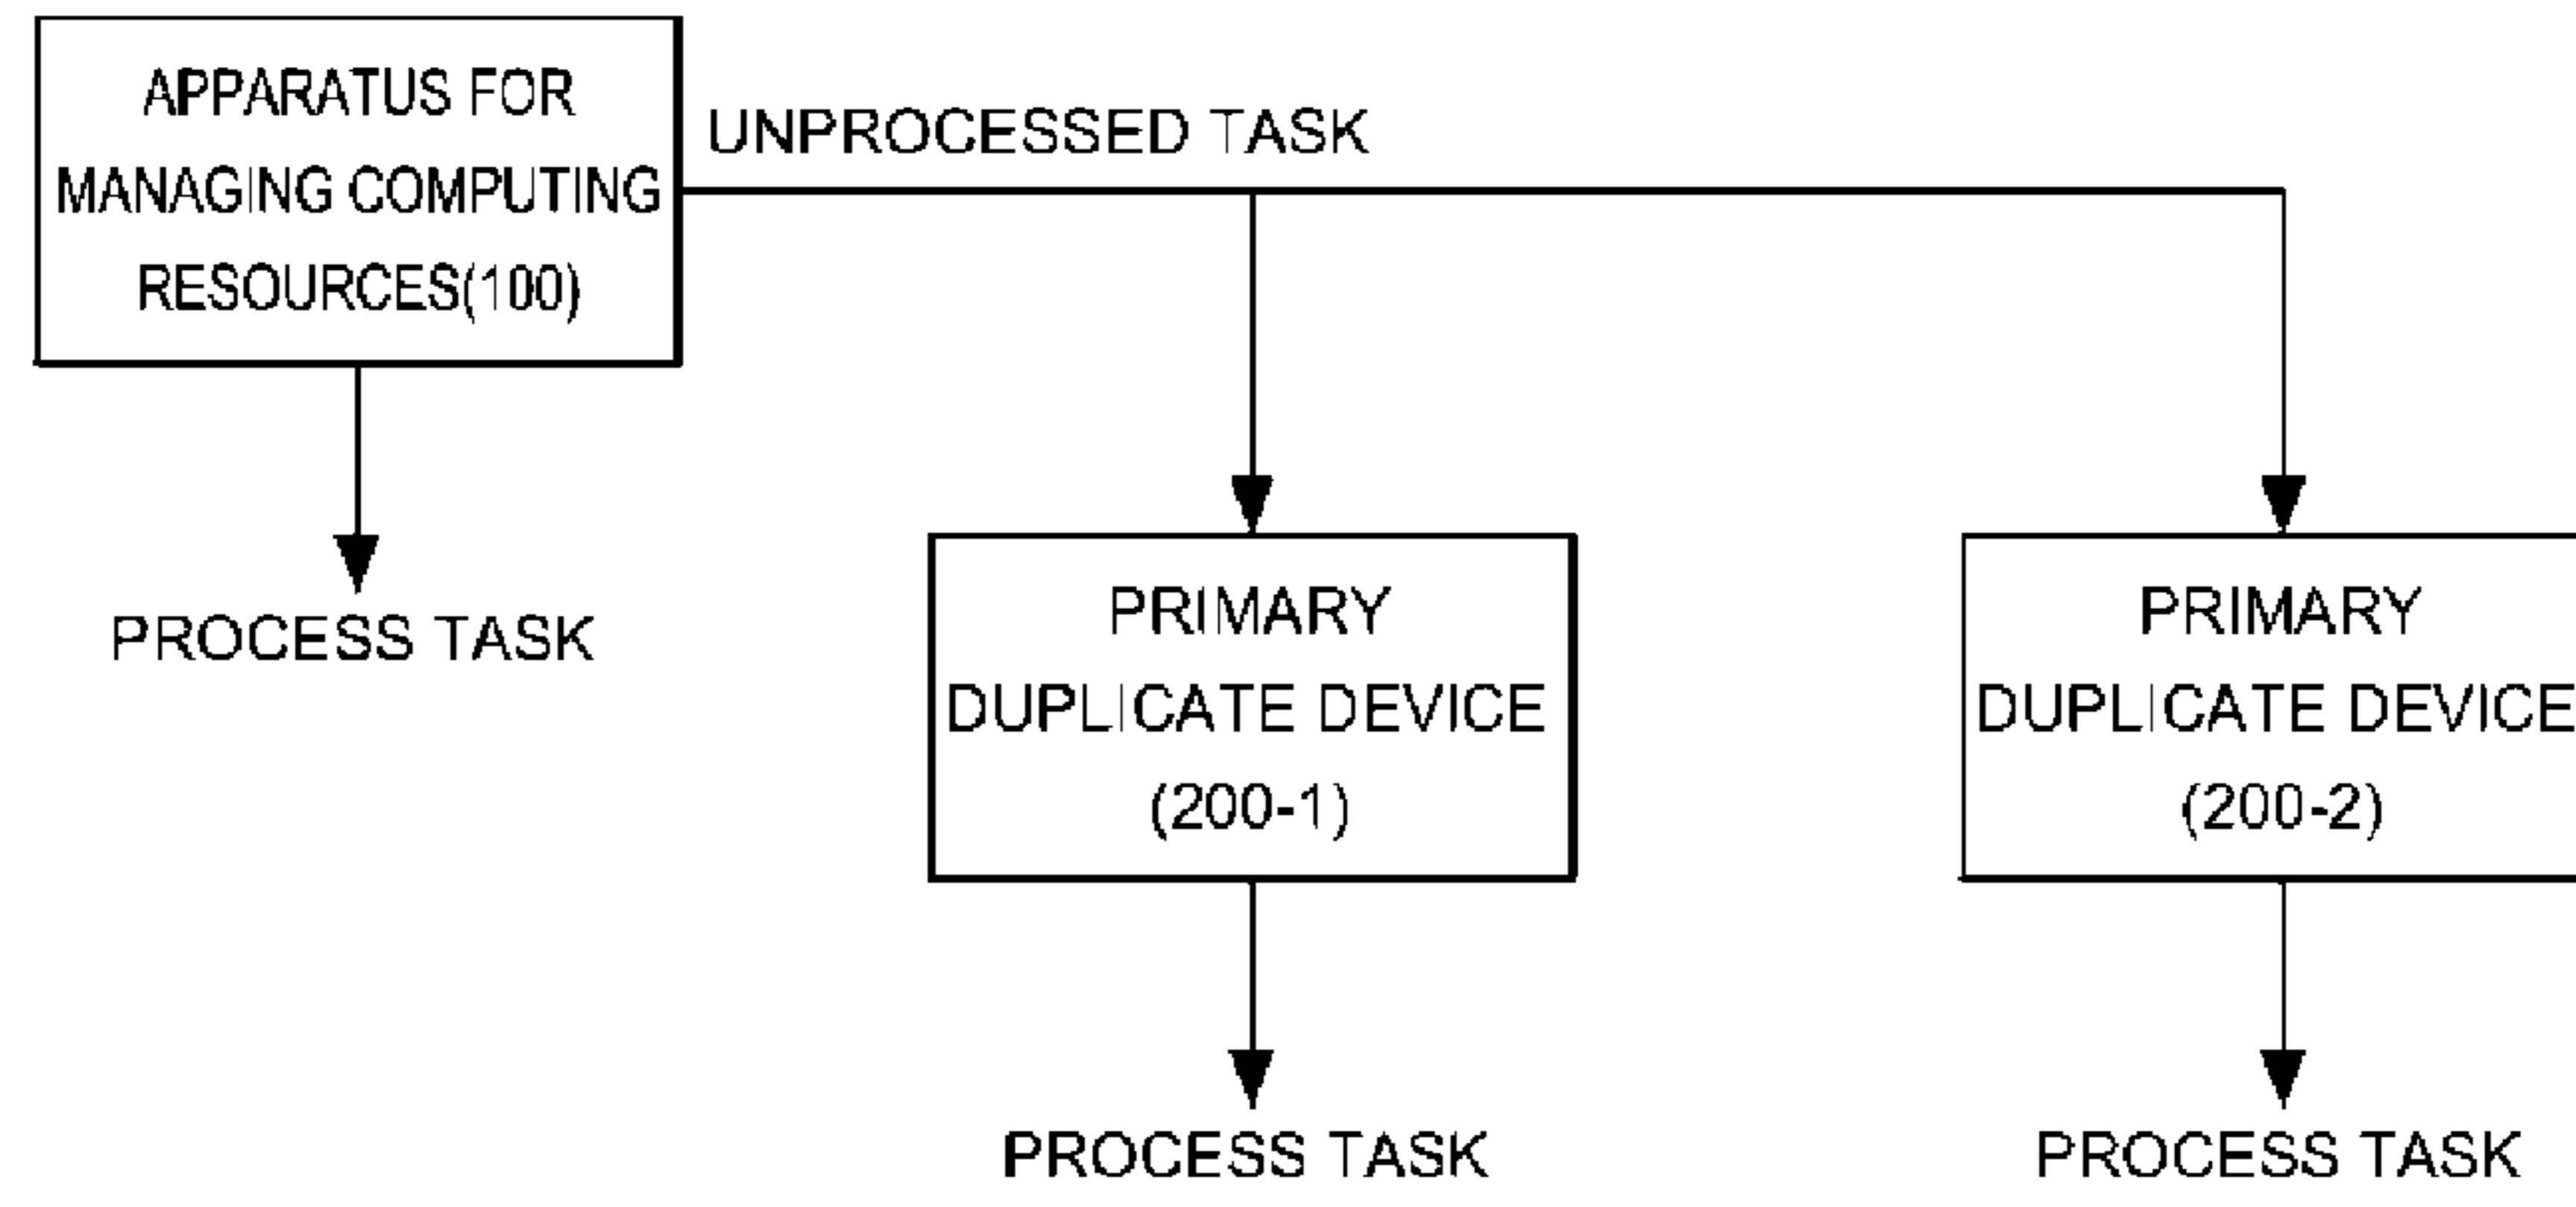 APPARATUS FOR
MANAGING COMPUTING
RESOURCES(100)
UNPROCESSED TASK
PROCESS TASK
PRIMARY
DUPLICATE DEVICE
(200-1)
PRIMARY
DUPLICATE DEVICE
(200-2)
PROCESS TASK
PROCESS TASK